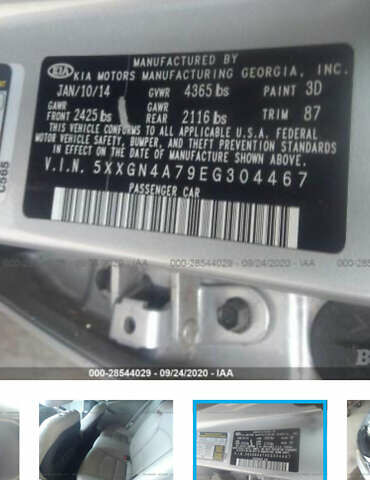 MANUFACTURED BY
KIA KIA MOTORS MANUFACTURING GEORGIA, INC.
JAN/10/14 GVWR 4365 lbs PAINT 3D
GAWR FRONT 2425 lbs GAWR REAR 2116 lbs TRIM 87
THIS VEHICLE CONFORMS TO ALL APPLICABLE U.S.A. FEDERAL
MOTOR VEHICLE SAFETY, BUMPER, AND THEFT PREVENTION STANDARDS
IN EFFECT ON THE DATE OF MANUFACTURE SHOWN ABOVE
V.I.N. 5XXGN4A79EG304467
PASSENGER CAR
C565
000-28544029 - 09/24/2020 - IAA
000-28544029 - 09/24/2020 - IAA